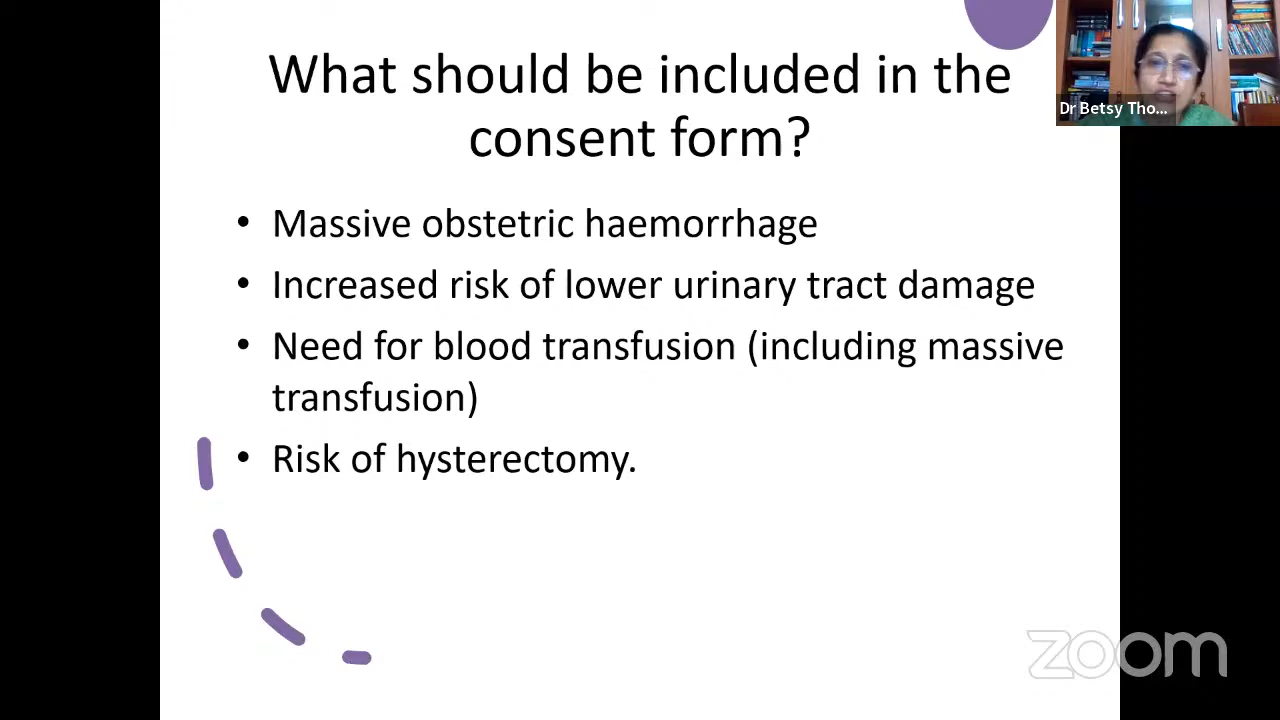 What should be included in the
consent form?
• Massive obstetric haemorrhage
• Increased risk of lower urinary tract damage
• Need for blood transfusion (including massive
transfusion)
• Risk of hysterectomy.
Dr Betsy Tho...
zoom